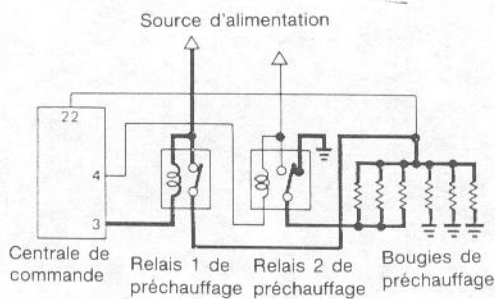 Source d'alimentation
22
4
3
Centrale de
commande
Relais 1 de
préchauffage
Relais 2 de
préchauffage
Bougies de
préchauffage